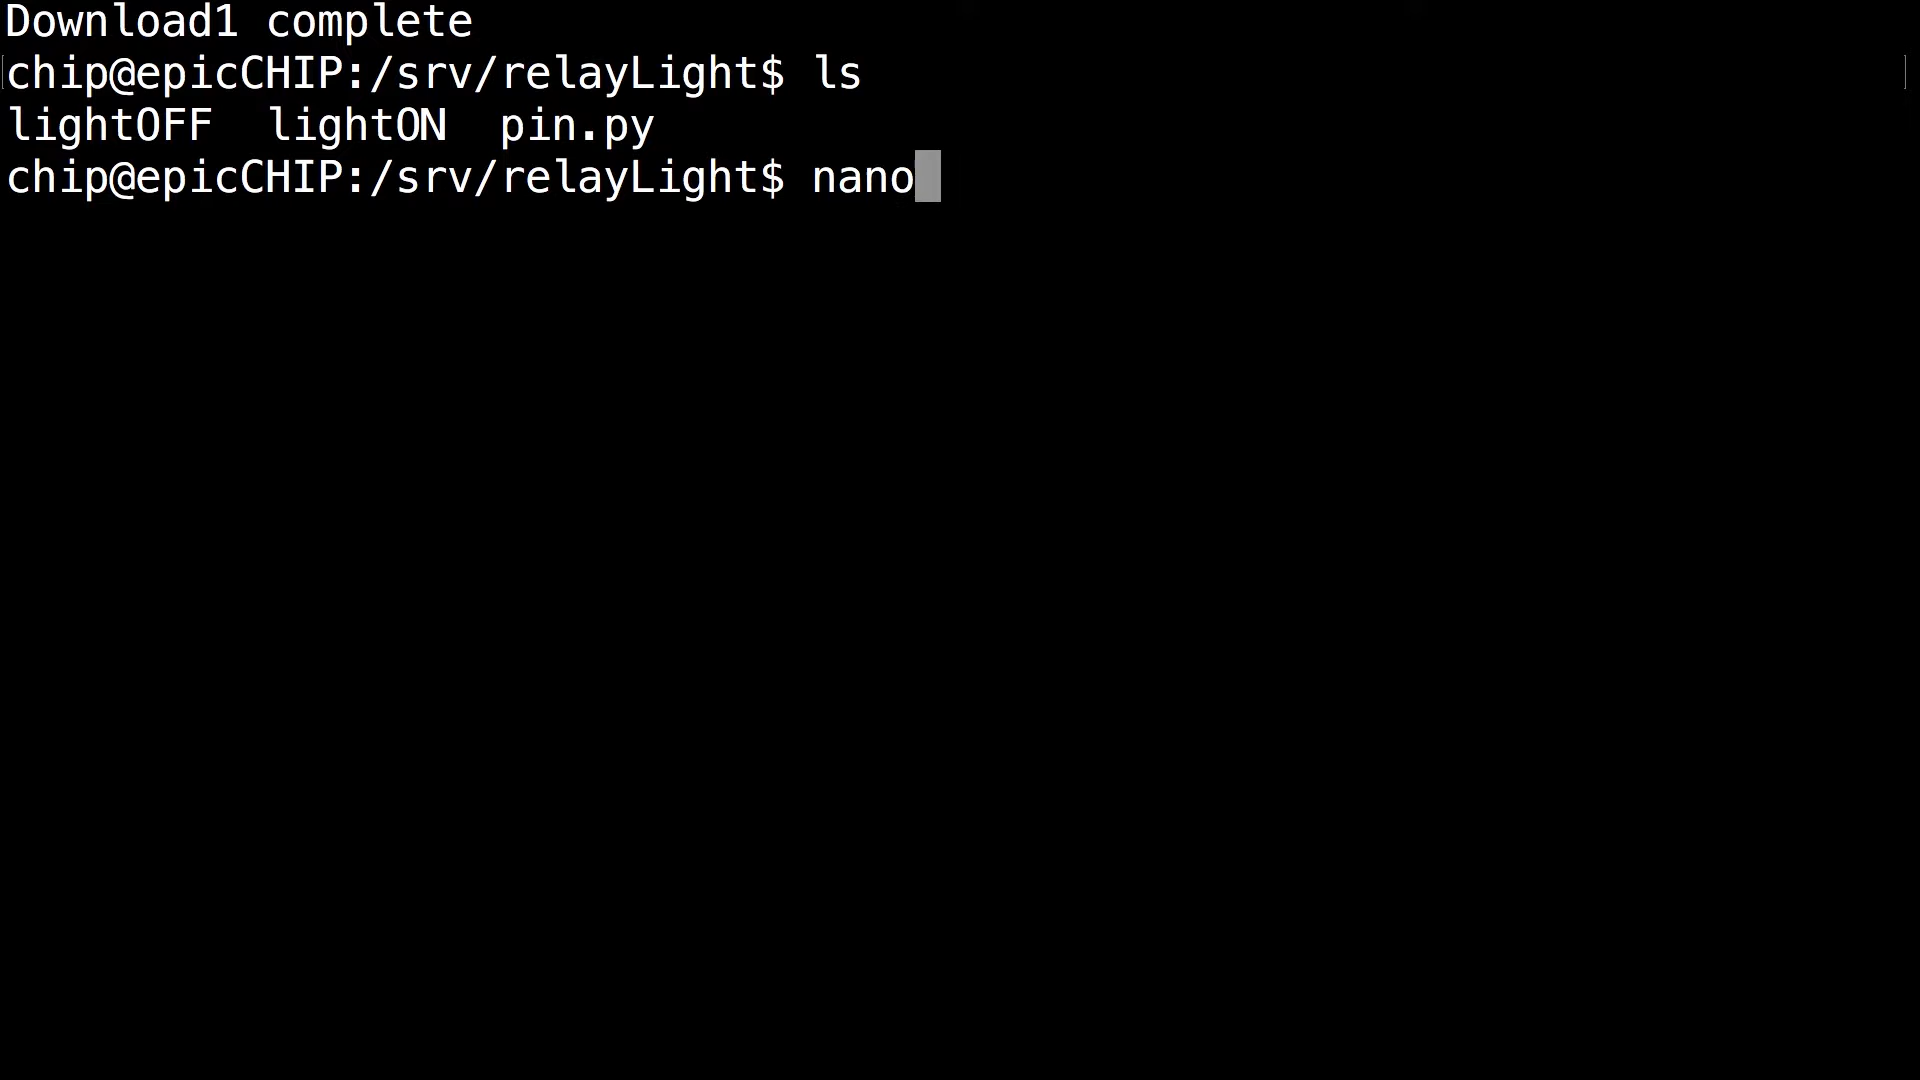 Download1 complete
chip@epicCHIP:/srv/relayLight$ ls
lightOFF  lightON  pin.py
chip@epicCHIP:/srv/relayLight$ nano